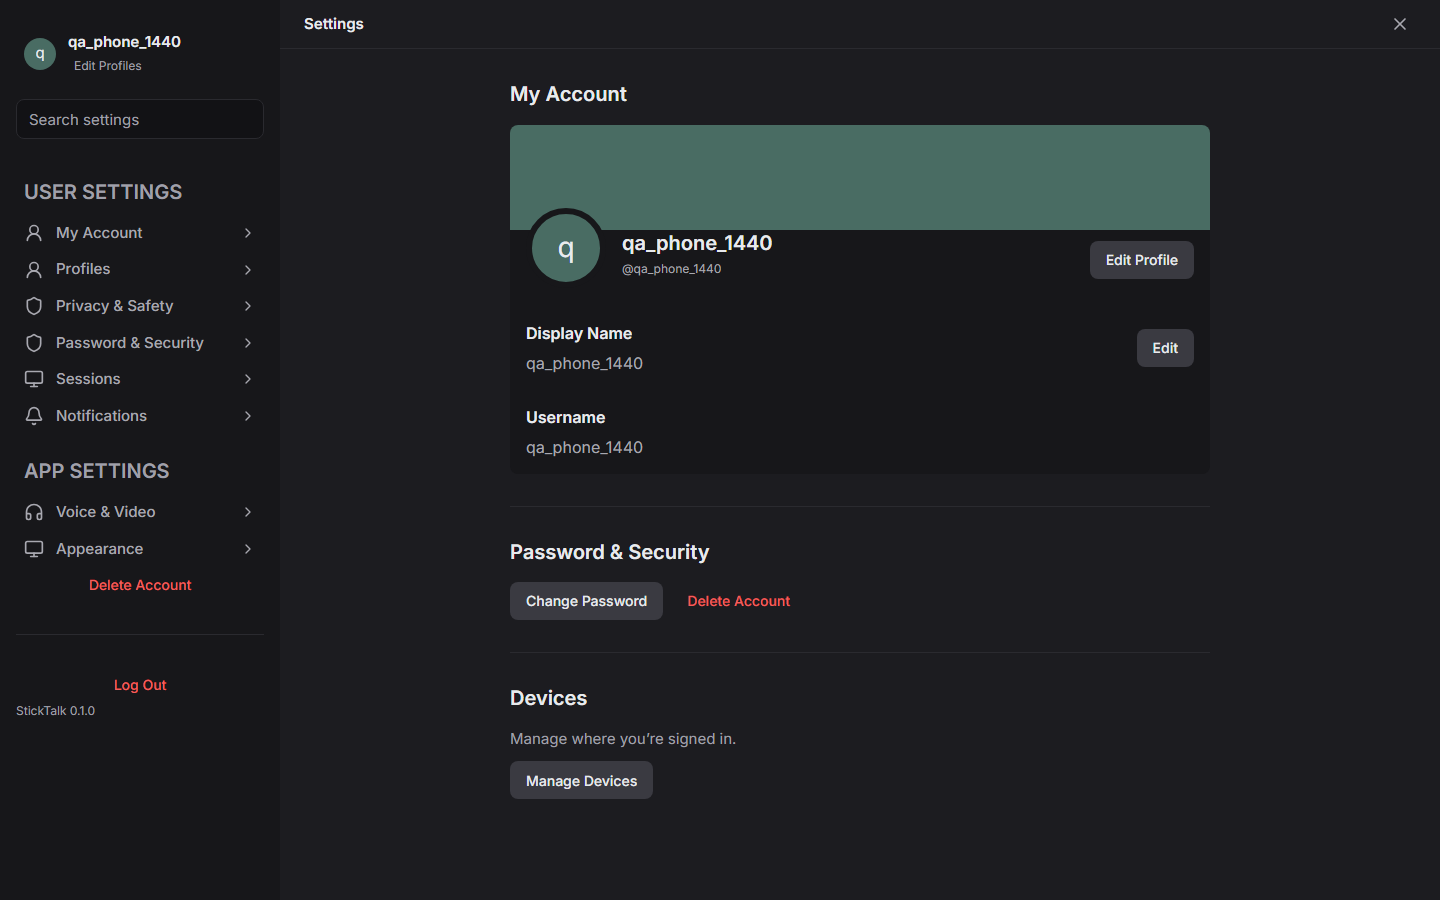 qa_phone_1440
Edit Profiles
Search settings
USER SETTINGS
My Account
Profiles
Privacy & Safety
Password & Security
Sessions
Notifications
APP SETTINGS
Voice & Video
Appearance
Delete Account
Log Out
StickTalk 0.1.0
Settings
My Account
q
q
qa_phone_1440
@qa_phone_1440
Edit Profile
Display Name
qa_phone_1440
Edit
Username
qa_phone_1440
Password & Security
Change Password
Delete Account
Devices
Manage where you’re signed in.
Manage Devices